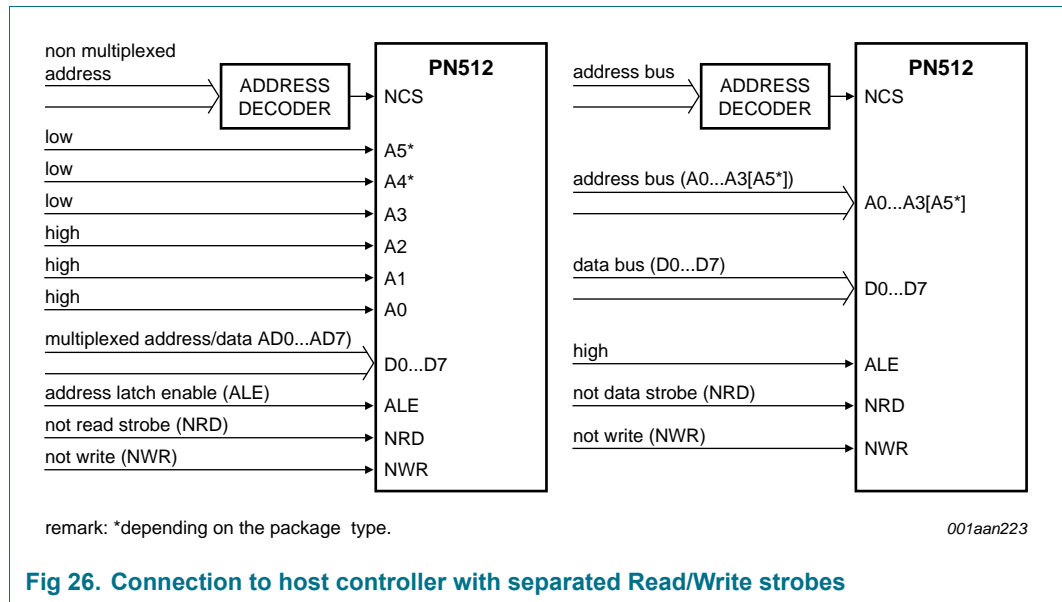 non multiplexed
address
ADDRESS
DECODER
PN512
NCS
low
A5*
low
A4*
low
A3
high
A2
high
A1
high
A0
multiplexed address/data AD0...AD7)
D0...D7
address latch enable (ALE)
ALE
not read strobe (NRD)
NRD
not write (NWR)
NWR
address bus
ADDRESS
DECODER
PN512
NCS
address bus (A0...A3[A5*])
A0...A3[A5*]
data bus (D0...D7)
D0...D7
high
ALE
not data strobe (NRD)
NRD
not write (NWR)
NWR
remark: *depending on the package type.
001aan223
Fig 26. Connection to host controller with separated Read/Write strobes